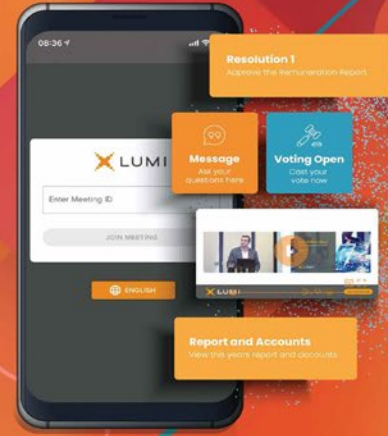 08:36
Resolution 1
Approve the Remuneration Report
Message
Ask your
questions here
Voting Open
Cast your
vote now
LUMI
Enter Meeting ID
JOIN MEETING
ENGLISH
LUMI
Report and Accounts
View this years report and accounts